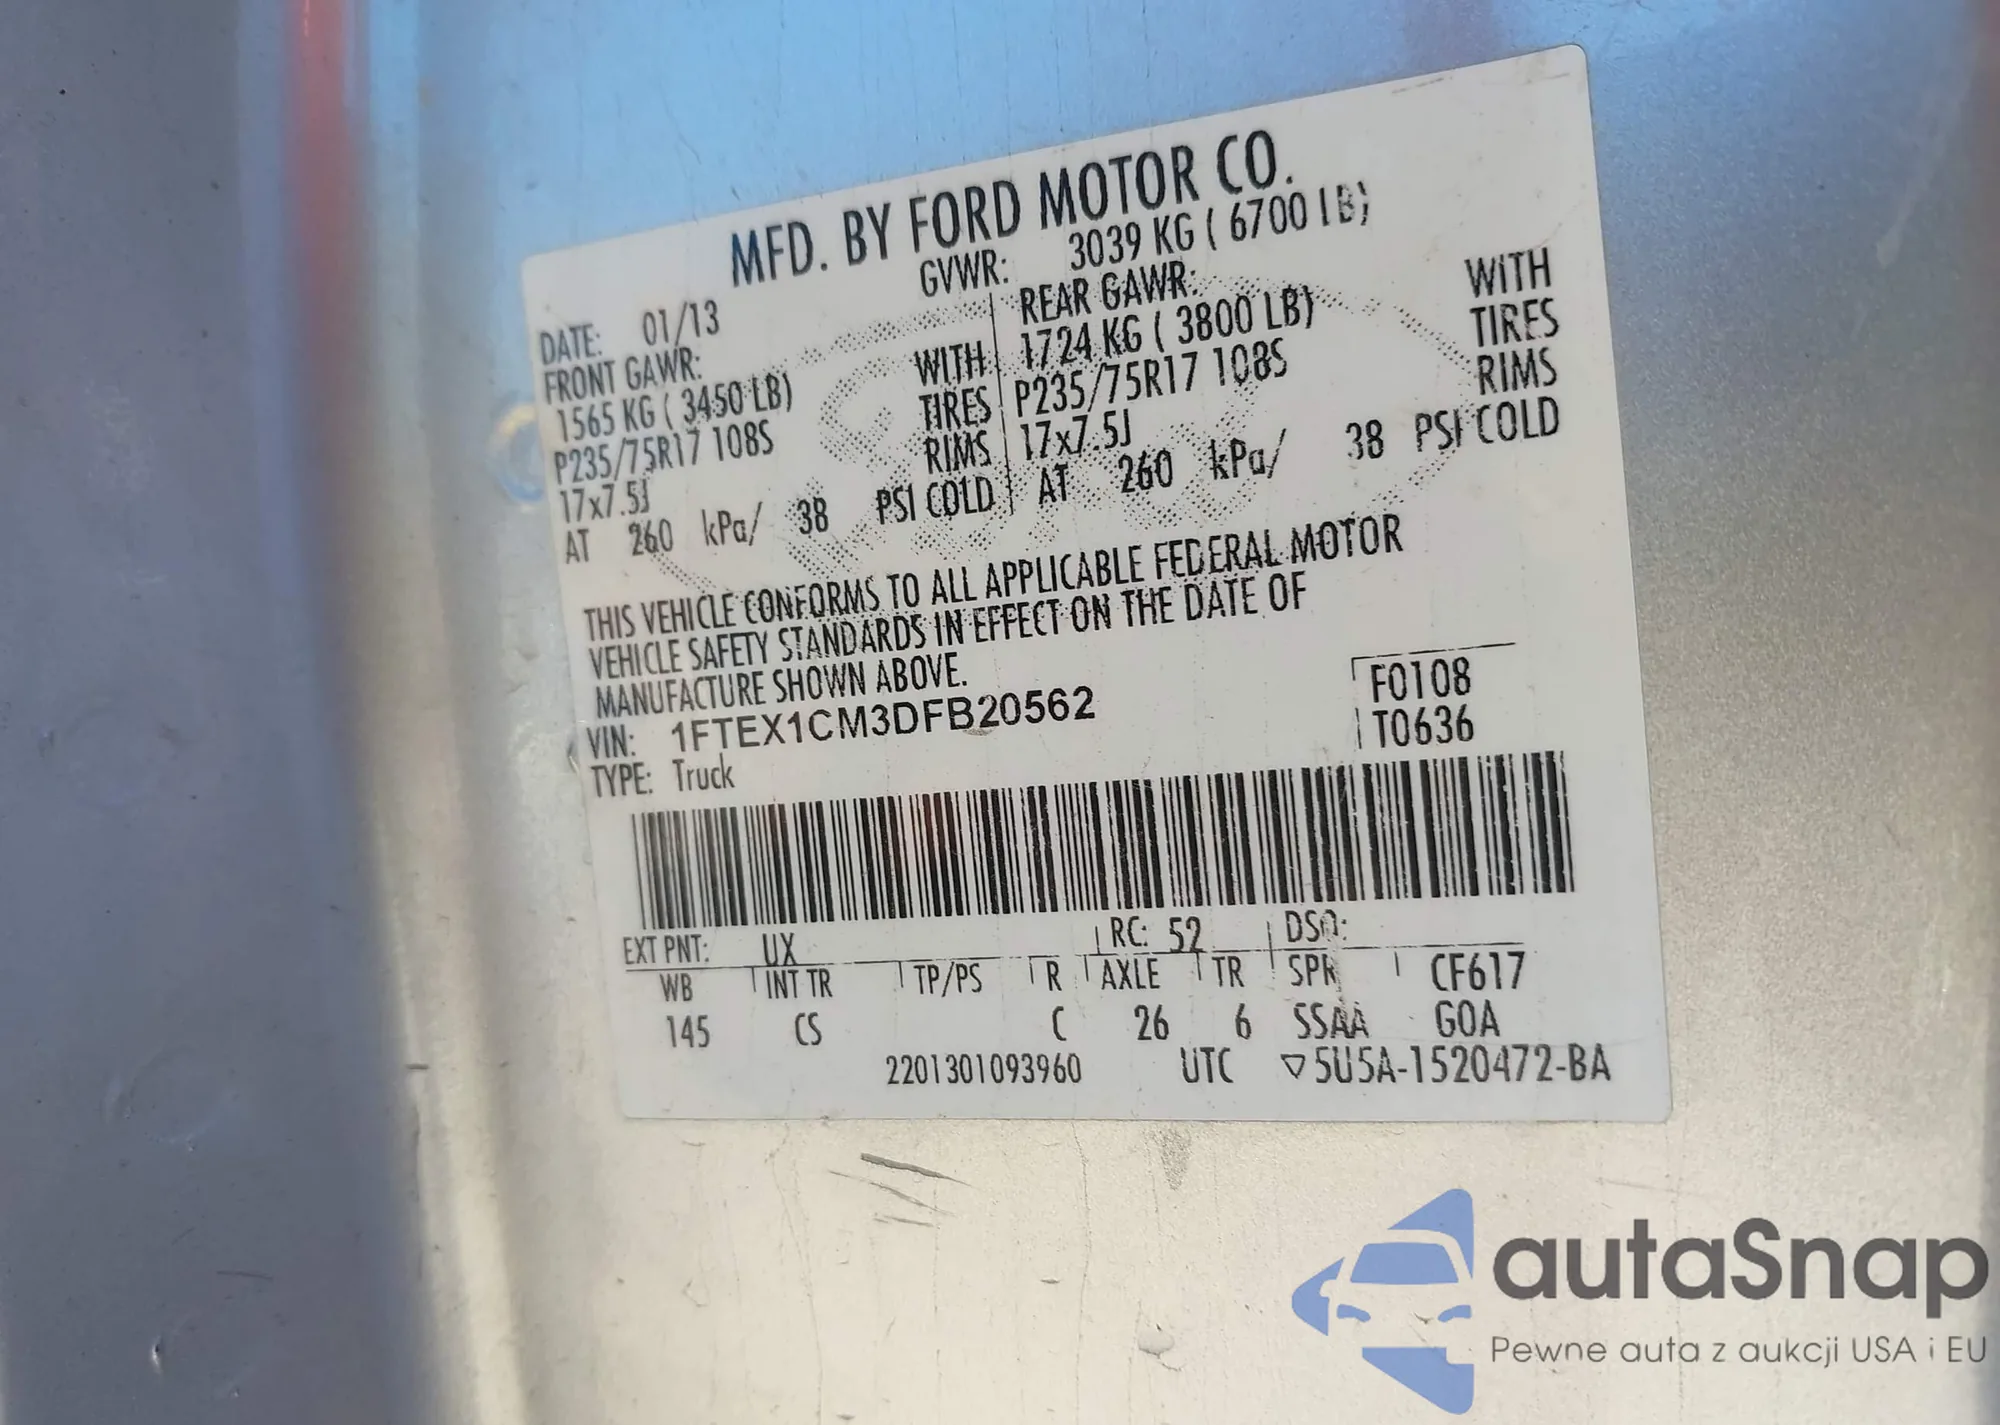 MFD. BY FORD MOTOR CO.
GVWR: 3039 KG ( 6700 LB)
DATE: 01/13
FRONT GAWR:
1565 KG ( 3450 LB) WITH
P235/75R17 108S TIRES
17x7.5J RIMS
AT 260 kPa/ 38 PSI COLD
REAR GAWR: WITH
1724 KG ( 3800 LB) TIRES
P235/75R17 108S RIMS
17x7.5J
AT 260 kPa/ 38 PSI COLD
THIS VEHICLE CONFORMS TO ALL APPLICABLE FEDERAL MOTOR
VEHICLE SAFETY STANDARDS IN EFFECT ON THE DATE OF
MANUFACTURE SHOWN ABOVE.
VIN: 1FTEX1CM3DFB20562
TYPE: Truck
F0108
T0636
EXT PNT: UX RC: 52 DSO:
WB INT TR TP/PS R AXLE TR SPR CF617
145 CS C 26 6 SSAA GOA
2201301093960 UTC ▽5U5A-1520472-BA
autaSnap
Pewne auta z aukcji USA i EU